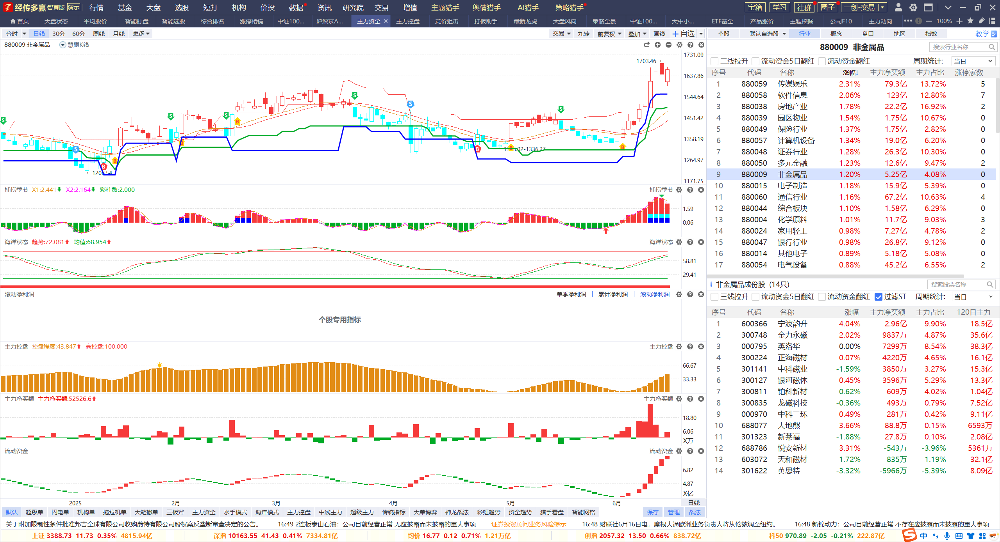 经传多赢 智尊版 演示 行情 基金 大盘 选股 短打 机构 价投 数据 资讯 研究院 交易 增值 主题猎手 舆情猎手 AI猎手 策略猎手 宝箱 学习 社群 圈子 一创-交易
首页 大盘状态 平均股价 智能盯盘 智能选股 综合排名 涨停棱镜 中证100... 沪深京A... 主力资金 主力控盘 竞价狙击 打板助手 最新龙虎 大盘风向 策略全景 中证100... 大中小... ETF基金 产品涨价 主题挖掘 公司F10 主力动向 100%
分时 日线 30分 60分 周线 月线 更多 交易 九转 前复权 叠加 画线 自选
880009 非金属品 慧眼K线
1731.09
1703.46→
1637.86
1544.64
1451.42
1358.19
1264.97
1171.75
←1208.54
捕捞季节 X1:2.441 X2:2.164 彩柱数:2.000 捕捞季节
1.59
0.06
海洋状态 趋势:72.081 均值:68.954 海洋状态
58.81
29.41
滚动净利润 单季净利润 累计净利润 滚动净利润
个股专用指标
主力控盘 控盘程度:43.847 高控盘:100.000 主力控盘
66.67
33.33
主力净买额 主力净买额:52526.6 主力净买额
18.80
6.06
X万
流动资金 流动资金
6.82
4.87
X亿
2025 2月 3月 4月 5月 6月 日线
默认 超级单 闪电单 机构单 拖拉机单 大笔撤单 三板斧 主力资金 水手模式 海洋模式 主力控盘 中线主力 超级主力 传统指标 大单博弈 神龙战法 彩虹趋势 资金趋势 猎手看盘 智能网格 保存 管理 战法
个股 默认自选股 行业 概念 盘口 地区 指数 教学
880009 非金属品 搜索行业名称
三线拉升 流动资金5日翻红 流动资金翻红 周期统计: 当日
序号 代码 名称 涨幅↓ 主力净买额 主力占比 涨停家数
1 880059 传媒娱乐 2.31% 79.3亿 13.72% 5
2 880058 软件信息 2.06% 123亿 12.80% 7
3 880038 房地产业 1.78% 22.2亿 16.92% 2
4 880039 园区物业 1.54% 1.75亿 10.67% 0
5 880049 保险行业 1.37% 1.75亿 2.82% 0
6 880057 计算机设备 1.34% 19.0亿 6.20% 0
7 880048 证券行业 1.28% 26.3亿 10.30% 0
8 880050 多元金融 1.23% 12.6亿 9.47% 2
9 880009 非金属品 1.20% 5.25亿 4.08% 0
10 880015 电子制造 1.18% 15.9亿 5.39% 0
11 880060 通信行业 1.16% 67.2亿 10.63% 4
12 880044 综合板块 1.10% 1.58亿 6.29% 0
13 880004 化学原料 1.01% 11.7亿 9.03% 3
14 880024 家用轻工 0.98% 7.27亿 4.78% 2
15 880047 银行行业 0.98% 26.8亿 9.12% 0
16 880014 其他电子 0.89% 5.18亿 5.08% 0
17 880054 电气设备 0.88% 45.2亿 6.55% 2
非金属品成份股 (14只) 搜索股票名称
三线拉升 流动资金5日翻红 流动资金翻红 过滤ST 周期统计: 当日
序号 代码 名称 涨幅 主力净买额 主力占比 120日主力
1 600366 宁波韵升 4.04% 2.96亿 9.90% 18.5亿
2 300748 金力永磁 2.02% 9837万 4.87% 35.6亿
3 000795 英洛华 0.00% 7299万 8.54% 38.3亿
4 300224 正海磁材 0.07% 4220万 4.65% 16.1亿
5 301141 中科磁业 -1.59% 3850万 3.27% 15.3亿
6 300127 银河磁体 0.45% 3596万 5.29% 13.3亿
7 300811 铂科新材 -0.62% 609万 4.02% 1.04亿
8 300835 龙磁科技 -0.36% 493万 0.79% 7.52亿
9 000970 中科三环 0.49% 281万 0.42% 9.11亿
10 688077 大地熊 3.66% 88.8万 0.15% 6593万
11 301323 新莱福 -1.88% 27.8万 0.10% 2.08亿
12 688786 悦安新材 3.31% -543万 -3.96% 5361万
13 603072 天和磁材 -1.72% -835万 -1.19% 32.1亿
14 301622 英思特 -3.32% -5966万 -5.39% 8.09亿
关于附加限制性条件批准邦吉全球有限公司收购蔚特有限公司股权案反垄断审查决定的公告。 16:49 2连板泰山石油：公司目前经营正常 无应披露而未披露的重大事项 证券投资顾问业务风险提示 16:48 财联社6月16日电，摩根大通欧洲业务负责人将从伦敦调至纽约。 16:48 新锦动力：公司目前经营正常 不存在应披露而未披露的重大事项
上证 3388.73 11.73 0.35% 4815.94亿 深指 10163.55 41.43 0.41% 7334.81亿 均价 16.77 0.12 0.71% 1.21万亿 创指 2057.32 13.50 0.66% 838.72亿 科50 970.89 -2.05 -0.21% 222.87亿 中